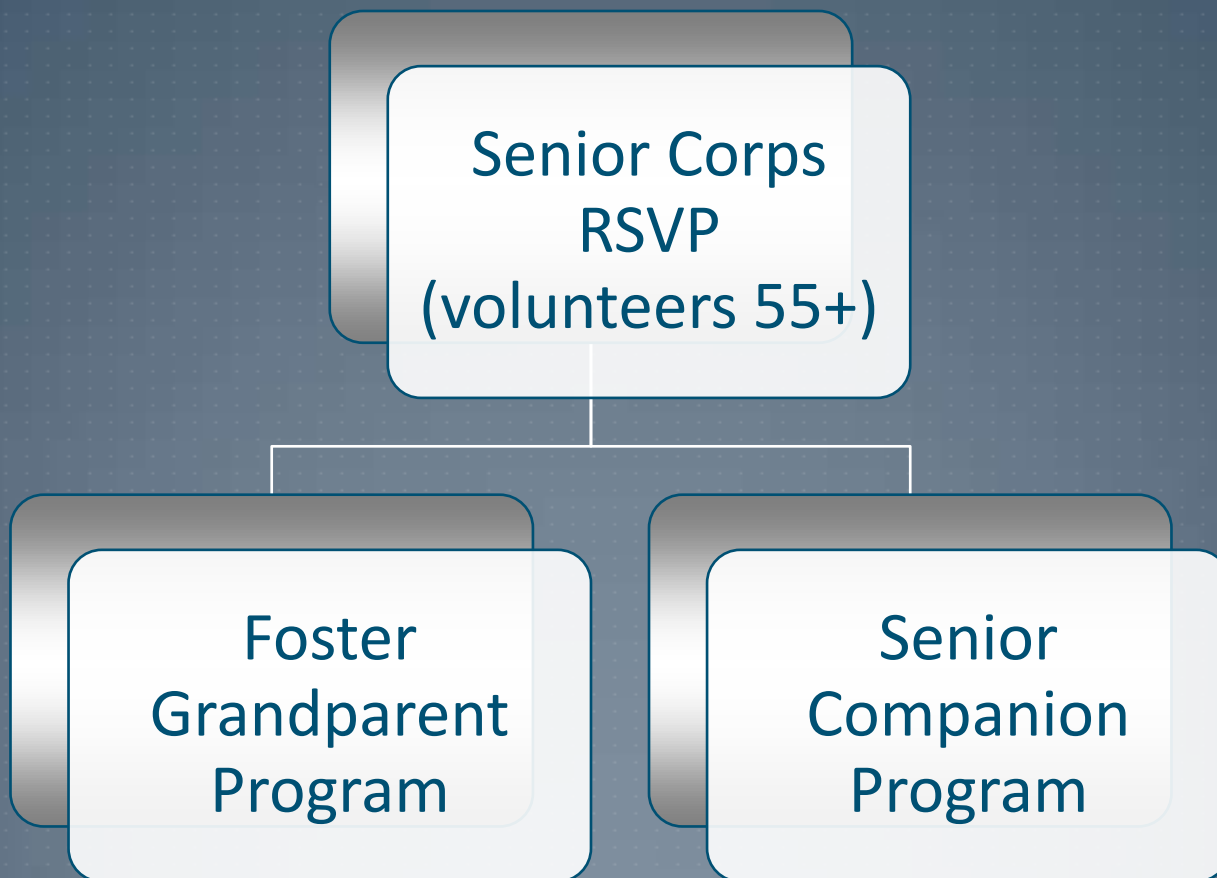 Senior Corps
RSVP
(volunteers 55+)
Foster
Grandparent
Program
Senior
Companion
Program